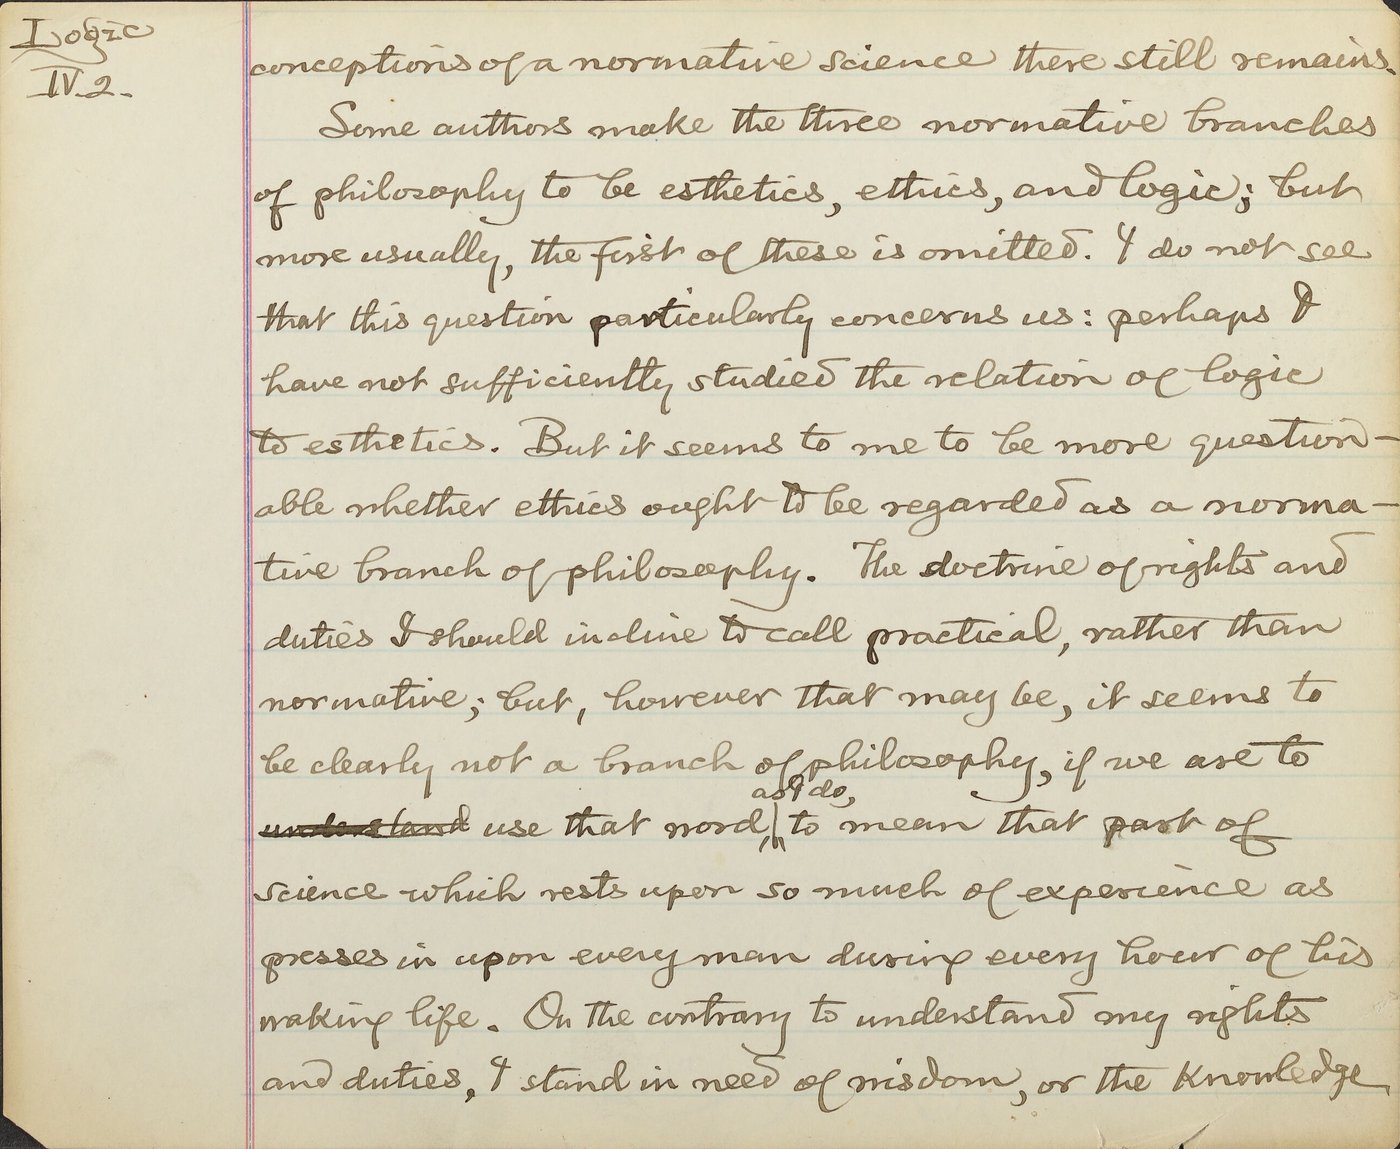 Logic
IV.2.
conceptions of a normative science there still remains.
Some authors make the three normative branches
of philosophy to be esthetics, ethics, and logic; but
more usually, the first of these is omitted. I do not see
that this question particularly concerns us: perhaps I
have not sufficiently studied the relation of logic
to esthetics. But it seems to me to be more question-
able whether ethics ought to be regarded as a norma-
tive branch of philosophy. The doctrine of rights and
duties I should incline to call practical, rather than
normative; but, however that may be, it seems to
be clearly not a branch of philosophy, if we are to
as I do,
understand use that word, to mean that part of
science which rests upon so much of experience as
presses in upon every man during every hour of his
waking life. On the contrary to understand my rights
and duties, I stand in need of wisdom, or the knowledge